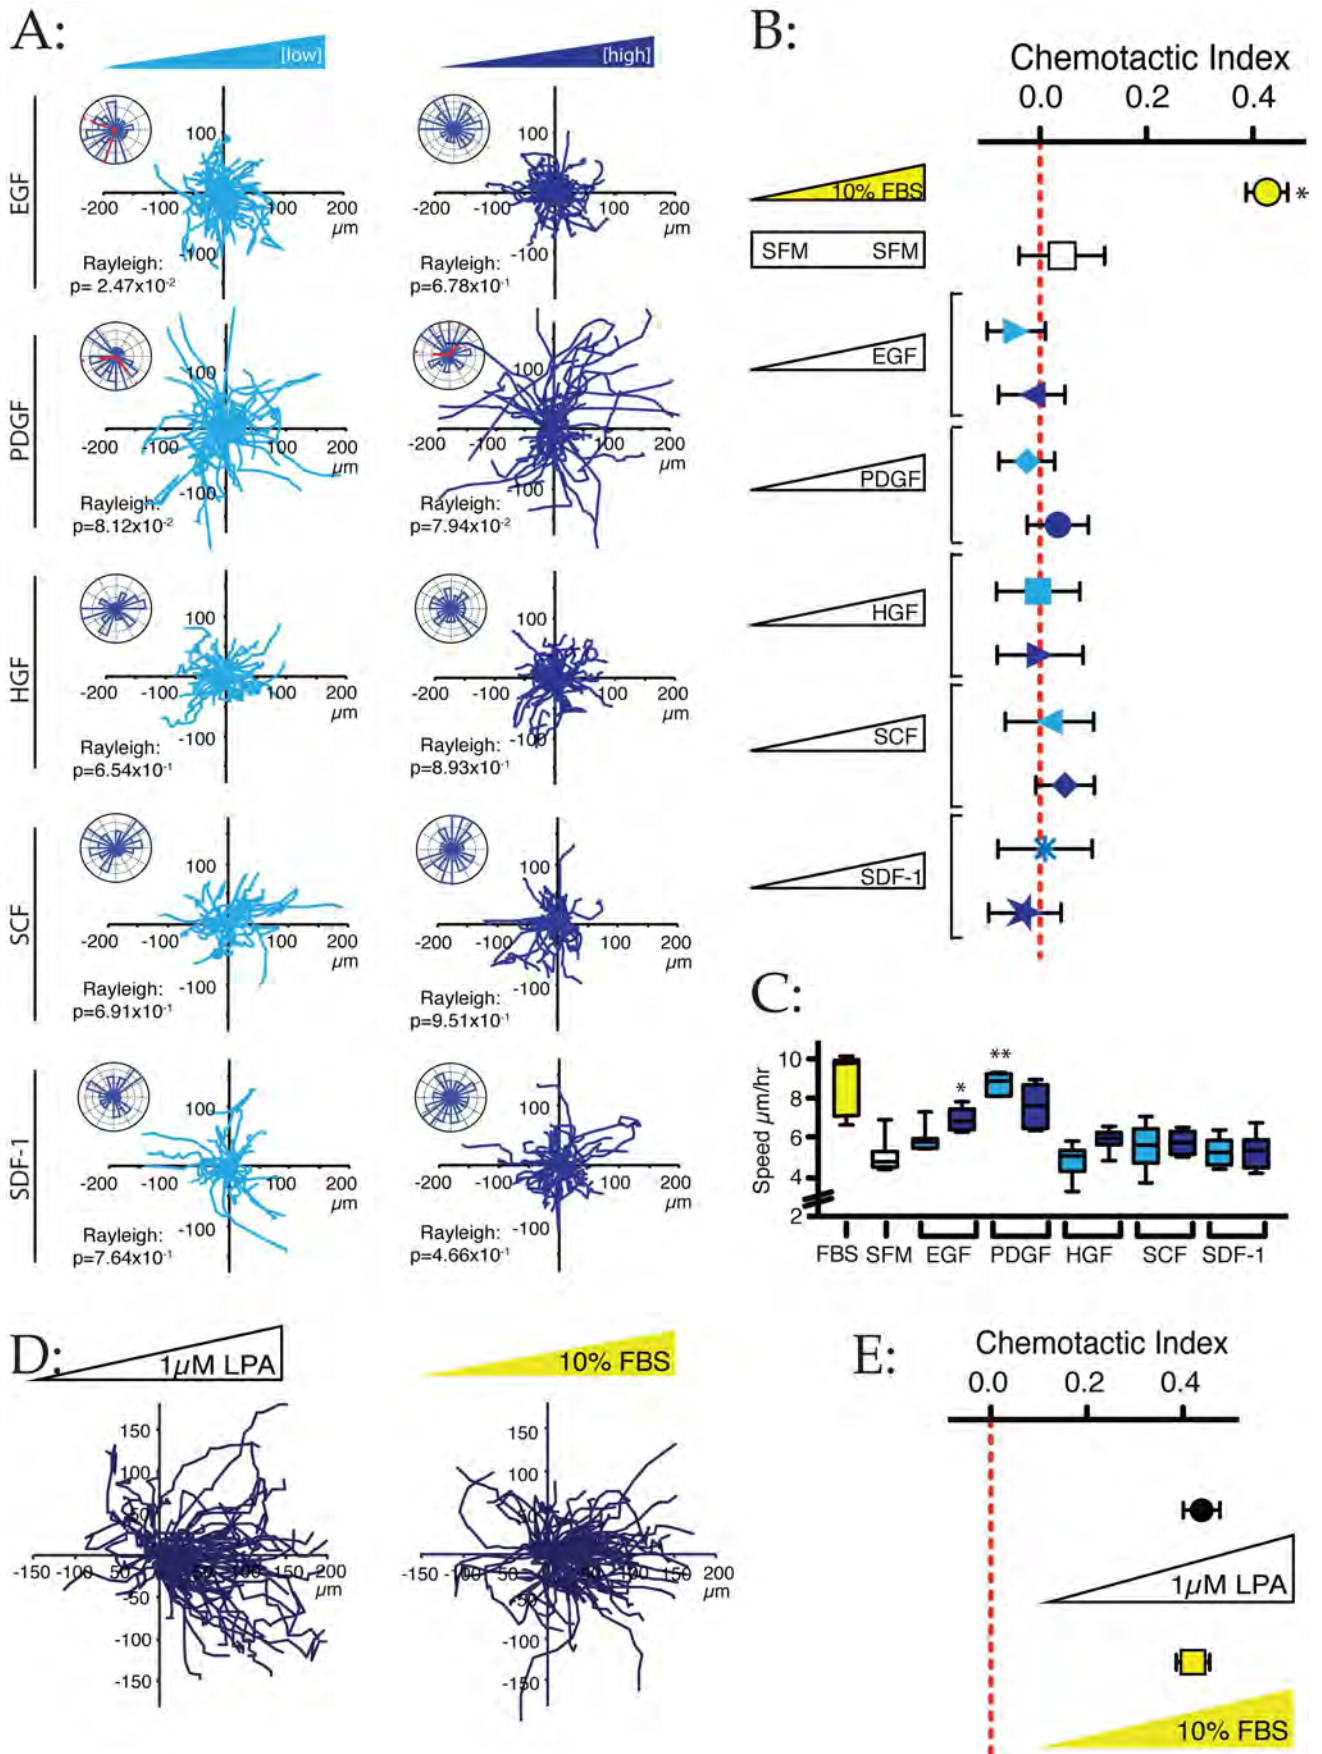 A:
[low]
[high]
EGF
100
-200 -100 100 200
µm
-100
Rayleigh:
p= 2.47x10⁻²
100
-200 -100 100 200
µm
-100
Rayleigh:
p=6.78x10⁻¹
PDGF
100
-200 -100 100 200
µm
-100
Rayleigh:
p=8.12x10⁻²
100
-200 -100 100 200
µm
-100
Rayleigh:
p=7.94x10⁻²
HGF
100
-200 -100 100 200
µm
-100
Rayleigh:
p=6.54x10⁻¹
100
-200 -100 100 200
µm
-100
Rayleigh:
p=8.93x10⁻¹
SCF
100
-200 -100 100 200
µm
-100
Rayleigh:
p=6.91x10⁻¹
100
-200 -100 100 200
µm
-100
Rayleigh:
p=9.51x10⁻¹
SDF-1
100
-200 -100 100 200
µm
-100
Rayleigh:
p=7.64x10⁻¹
100
-200 -100 100 200
µm
-100
Rayleigh:
p=4.66x10⁻¹
B:
Chemotactic Index
0.0 0.2 0.4
10% FBS
*
SFM SFM
EGF
PDGF
HGF
SCF
SDF-1
C:
Speed µm/hr
10
8
6
4
2
*
**
FBS SFM EGF PDGF HGF SCF SDF-1
D:
1µM LPA
150
100
50
-150 -100 50 50 100 150 200
µm
-50
-100
-150
10% FBS
150
100
50
-150 -100 50 50 100 150 200
µm
-50
-100
-150
E:
Chemotactic Index
0.0 0.2 0.4
1µM LPA
10% FBS